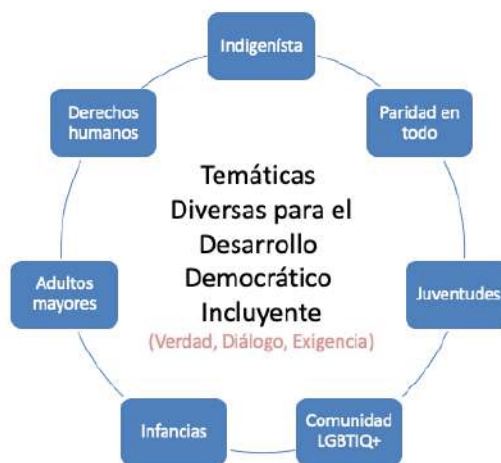 Indigenísta
Paridad en
todo
Juventudes
Comunidad
LGBTIQ+
Infancias
Adultos
mayores
Derechos
humanos
Temáticas
Diversas para el
Desarrollo
Democrático
Incluyente
(Verdad, Diálogo, Exigencia)